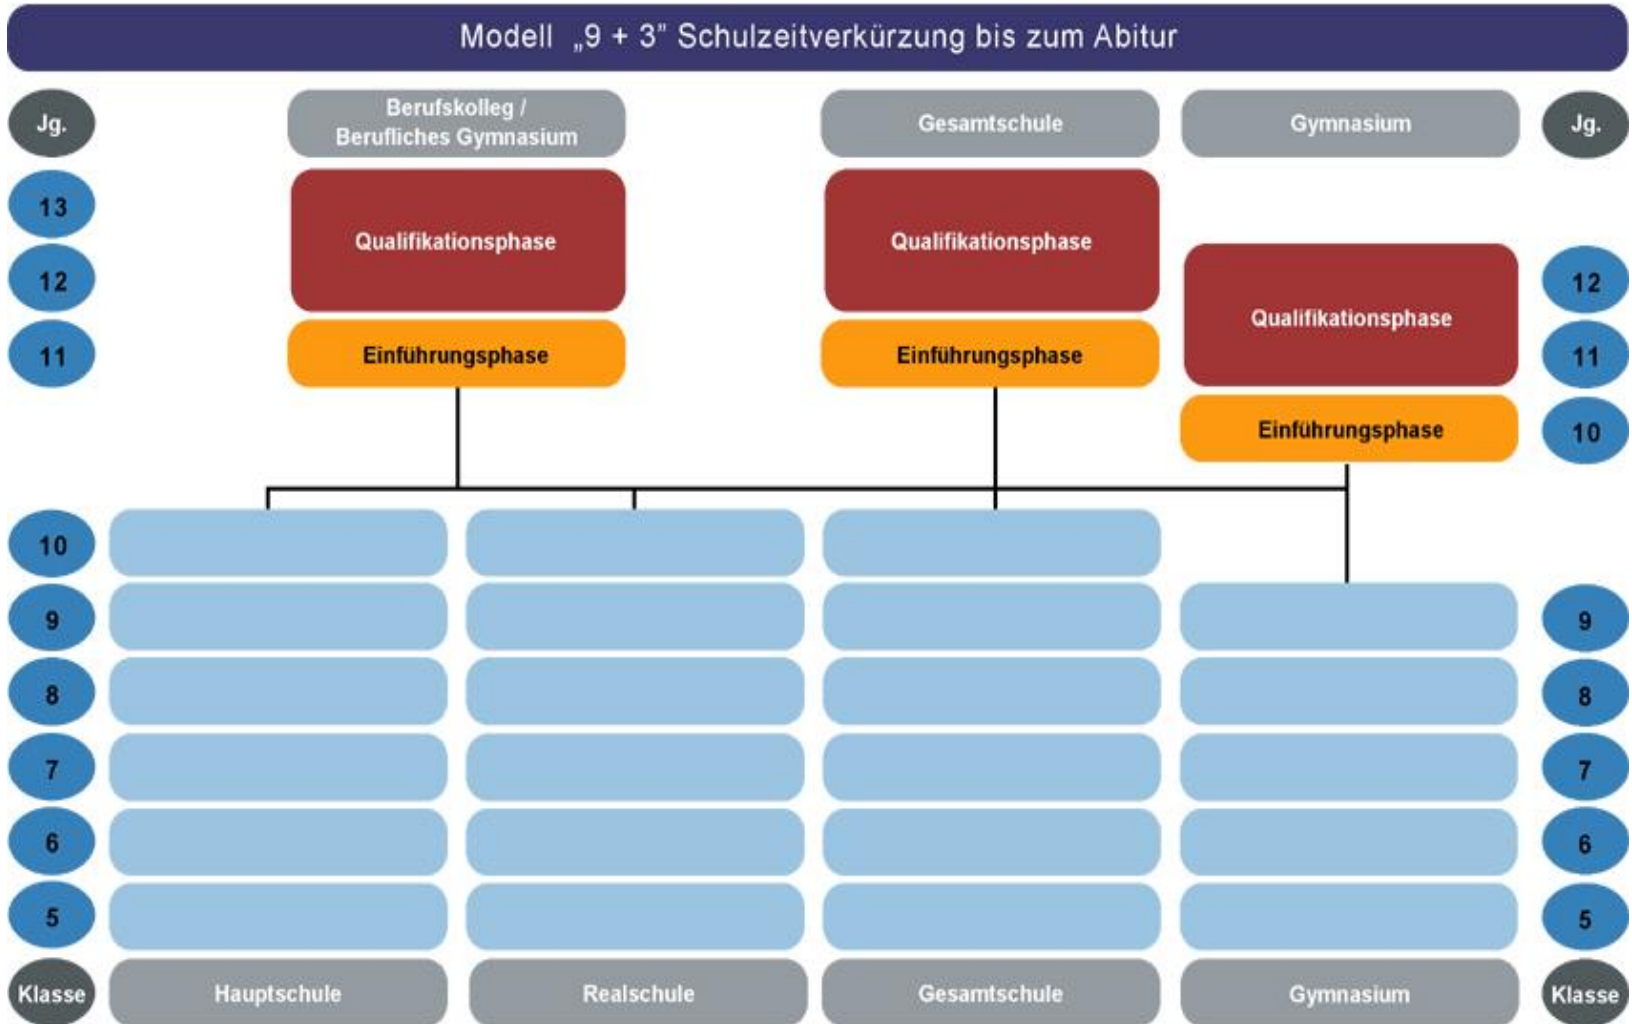 Modell „9 + 3” Schulzeitverkürzung bis zum Abitur
Jg.
Berufskolleg /
Berufliches Gymnasium
Gesamtschule
Gymnasium
Jg.
13
Qualifikationsphase
Qualifikationsphase
12
Qualifikationsphase
12
11
Einführungsphase
Einführungsphase
11
Einführungsphase
10
10
9
9
8
8
7
7
6
6
5
5
Klasse
Hauptschule
Realschule
Gesamtschule
Gymnasium
Klasse